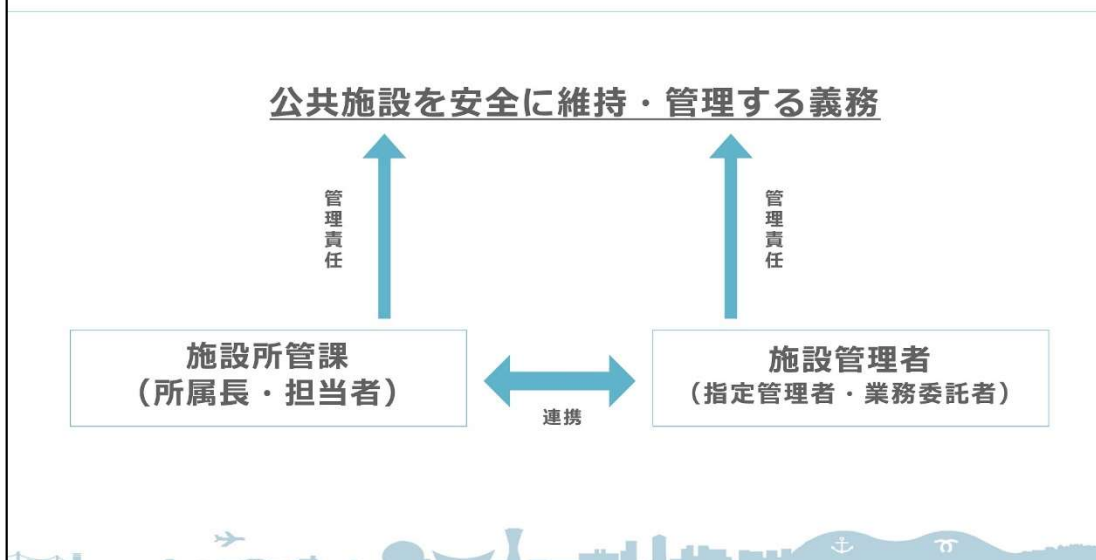 公共施設を安全に維持・管理する義務
管理責任
管理責任
施設所管課
（所属長・担当者）
連携
施設管理者
（指定管理者・業務委託者）